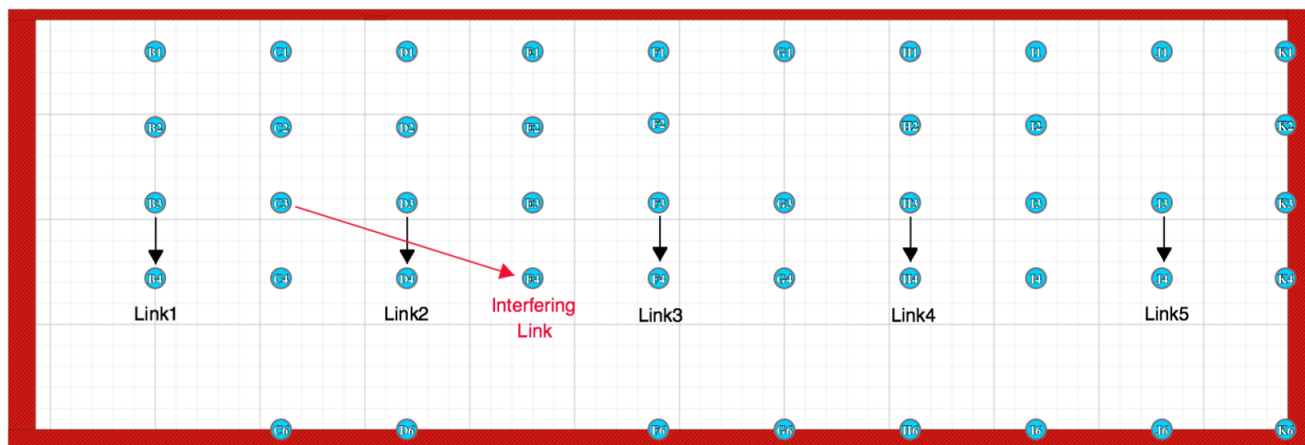 B1 C1 D1 E1 F1 G1 H1 I1 J1 K1
B2 C2 D2 E2 F2 H2 I2 K2
B3 C3 D3 E3 F3 G3 H3 I3 J3 K3
B4 C4 D4 E4 F4 G4 H4 I4 J4 K4
Link1 Link2 Interfering Link3 Link4 Link5
Link
C6 D6 F6 G6 H6 I6 J6 K6